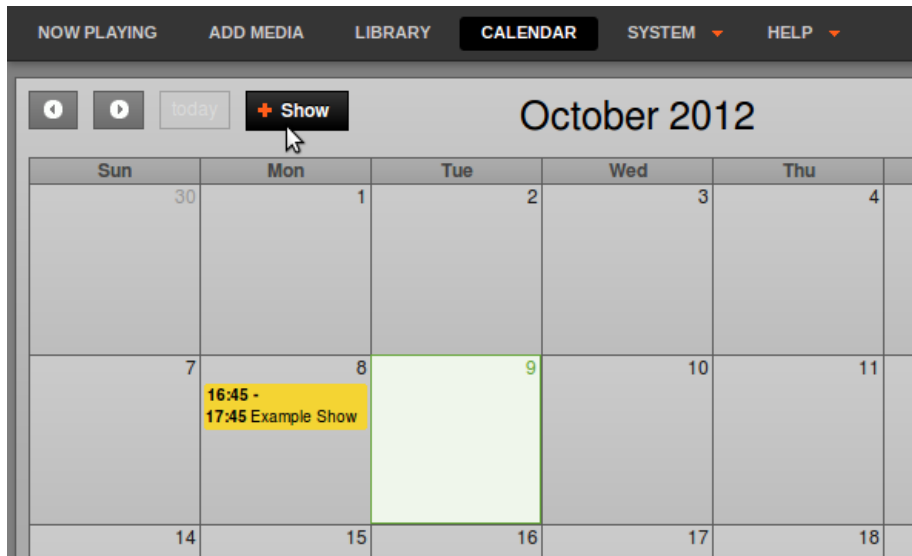 NOW PLAYING ADD MEDIA LIBRARY CALENDAR SYSTEM HELP
today + Show October 2012
Sun Mon Tue Wed Thu
30 1 2 3 4
7 8 9 10 11
16:45 -
17:45 Example Show
14 15 16 17 18